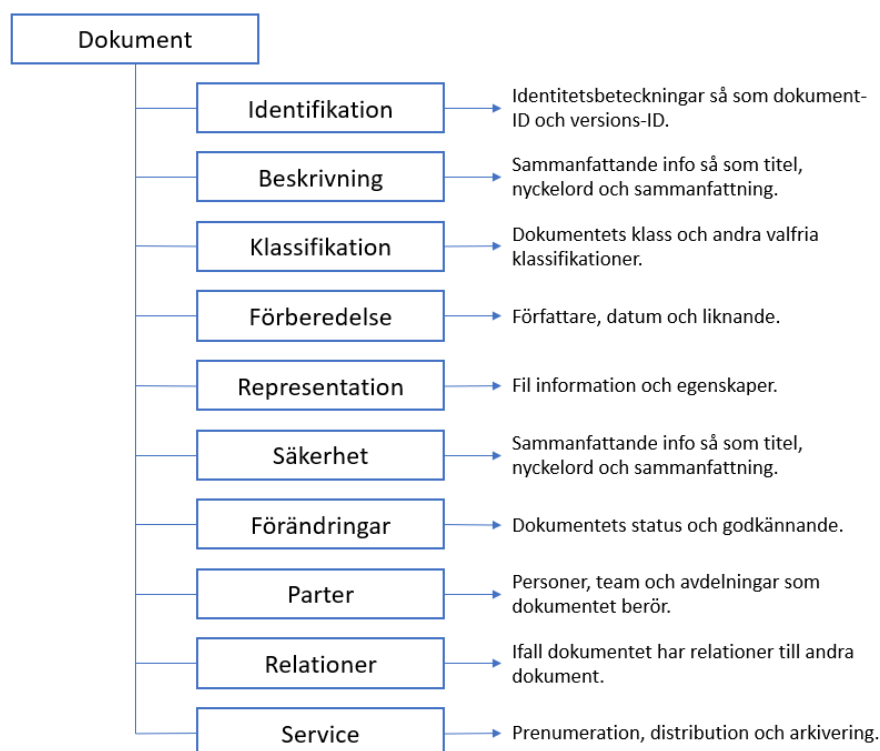 Dokument
Identifikation
Identitetsbeteckningar så som dokument-
ID och versions-ID.
Beskrivning
Sammanfattande info så som titel,
nyckelord och sammanfattning.
Klassifikation
Dokumentets klass och andra valfria
klassifikationer.
Förberedelse
Författare, datum och liknande.
Representation
Fil information och egenskaper.
Säkerhet
Sammanfattande info så som titel,
nyckelord och sammanfattning.
Förändringar
Dokumentets status och godkännande.
Parter
Personer, team och avdelningar som
dokumentet berör.
Relationer
Ifall dokumentet har relationer till andra
dokument.
Service
Prenumeration, distribution och arkivering.